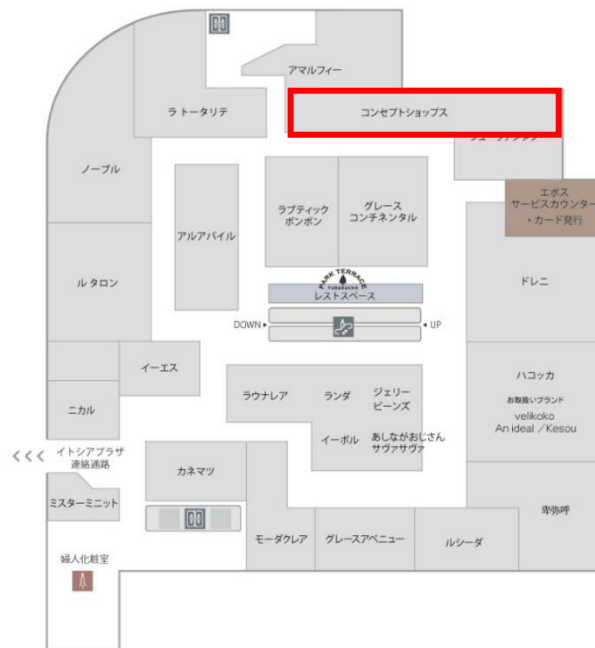 アマルフィー
ラ トータリテ
コンセプトショップス
ノーブル
エポス
サービスカウンター
・カード発行
アルアバイル
ラプティック
ボンボン
グレース
コンチネンタル
ル タロン
PARK TERRACE
YURAKUCHO
レストスペース
ドレニ
DOWN
UP
イーエス
ラウナレア
ランダ
ジェリー
ビーンズ
ハコッカ
お取扱いブランド
velikoko
An ideal ／Kesou
ニカル
イーボル
あしながおじさん
サヴァサヴァ
イトシアプラザ
連絡通路
カネマツ
ミスターミニット
卑弥呼
モーダクレア
グレースアベニュー
ルシーダ
婦人化粧室